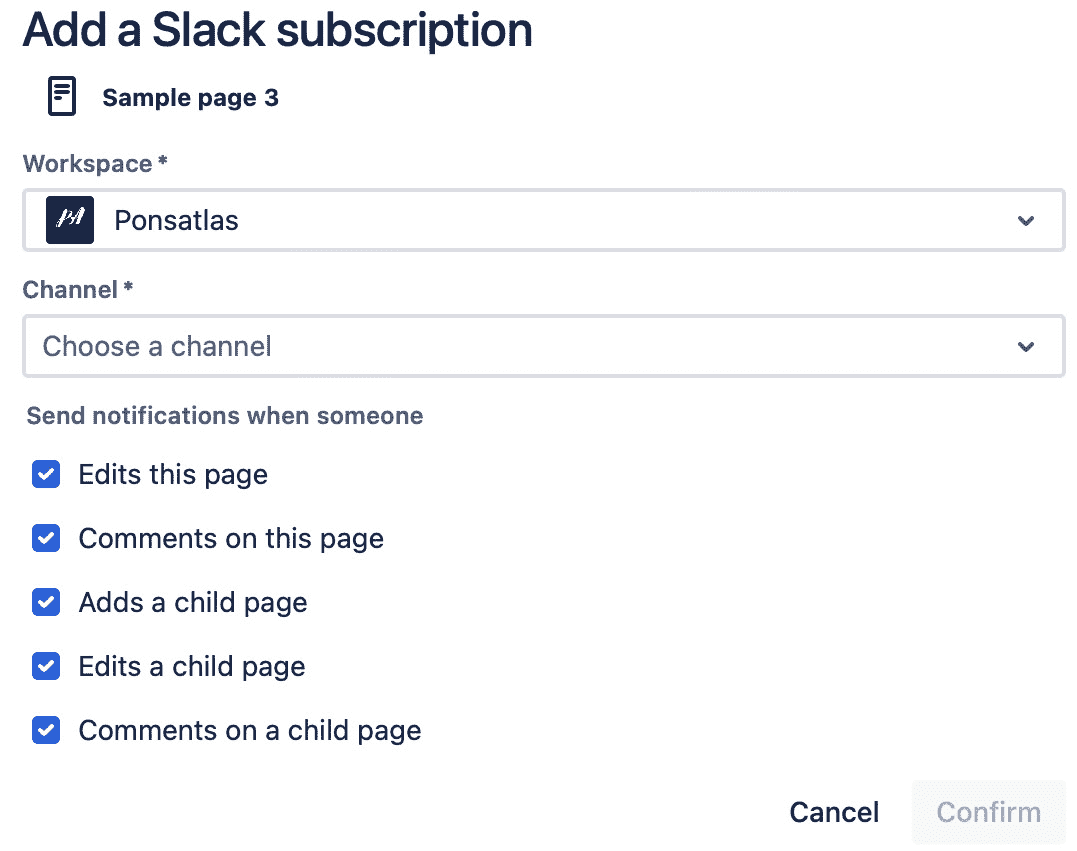 Add a Slack subscription
Sample page 3
Workspace *
Ponsatlas
Channel *
Choose a channel
Send notifications when someone
Edits this page
Comments on this page
Adds a child page
Edits a child page
Comments on a child page
Cancel Confirm